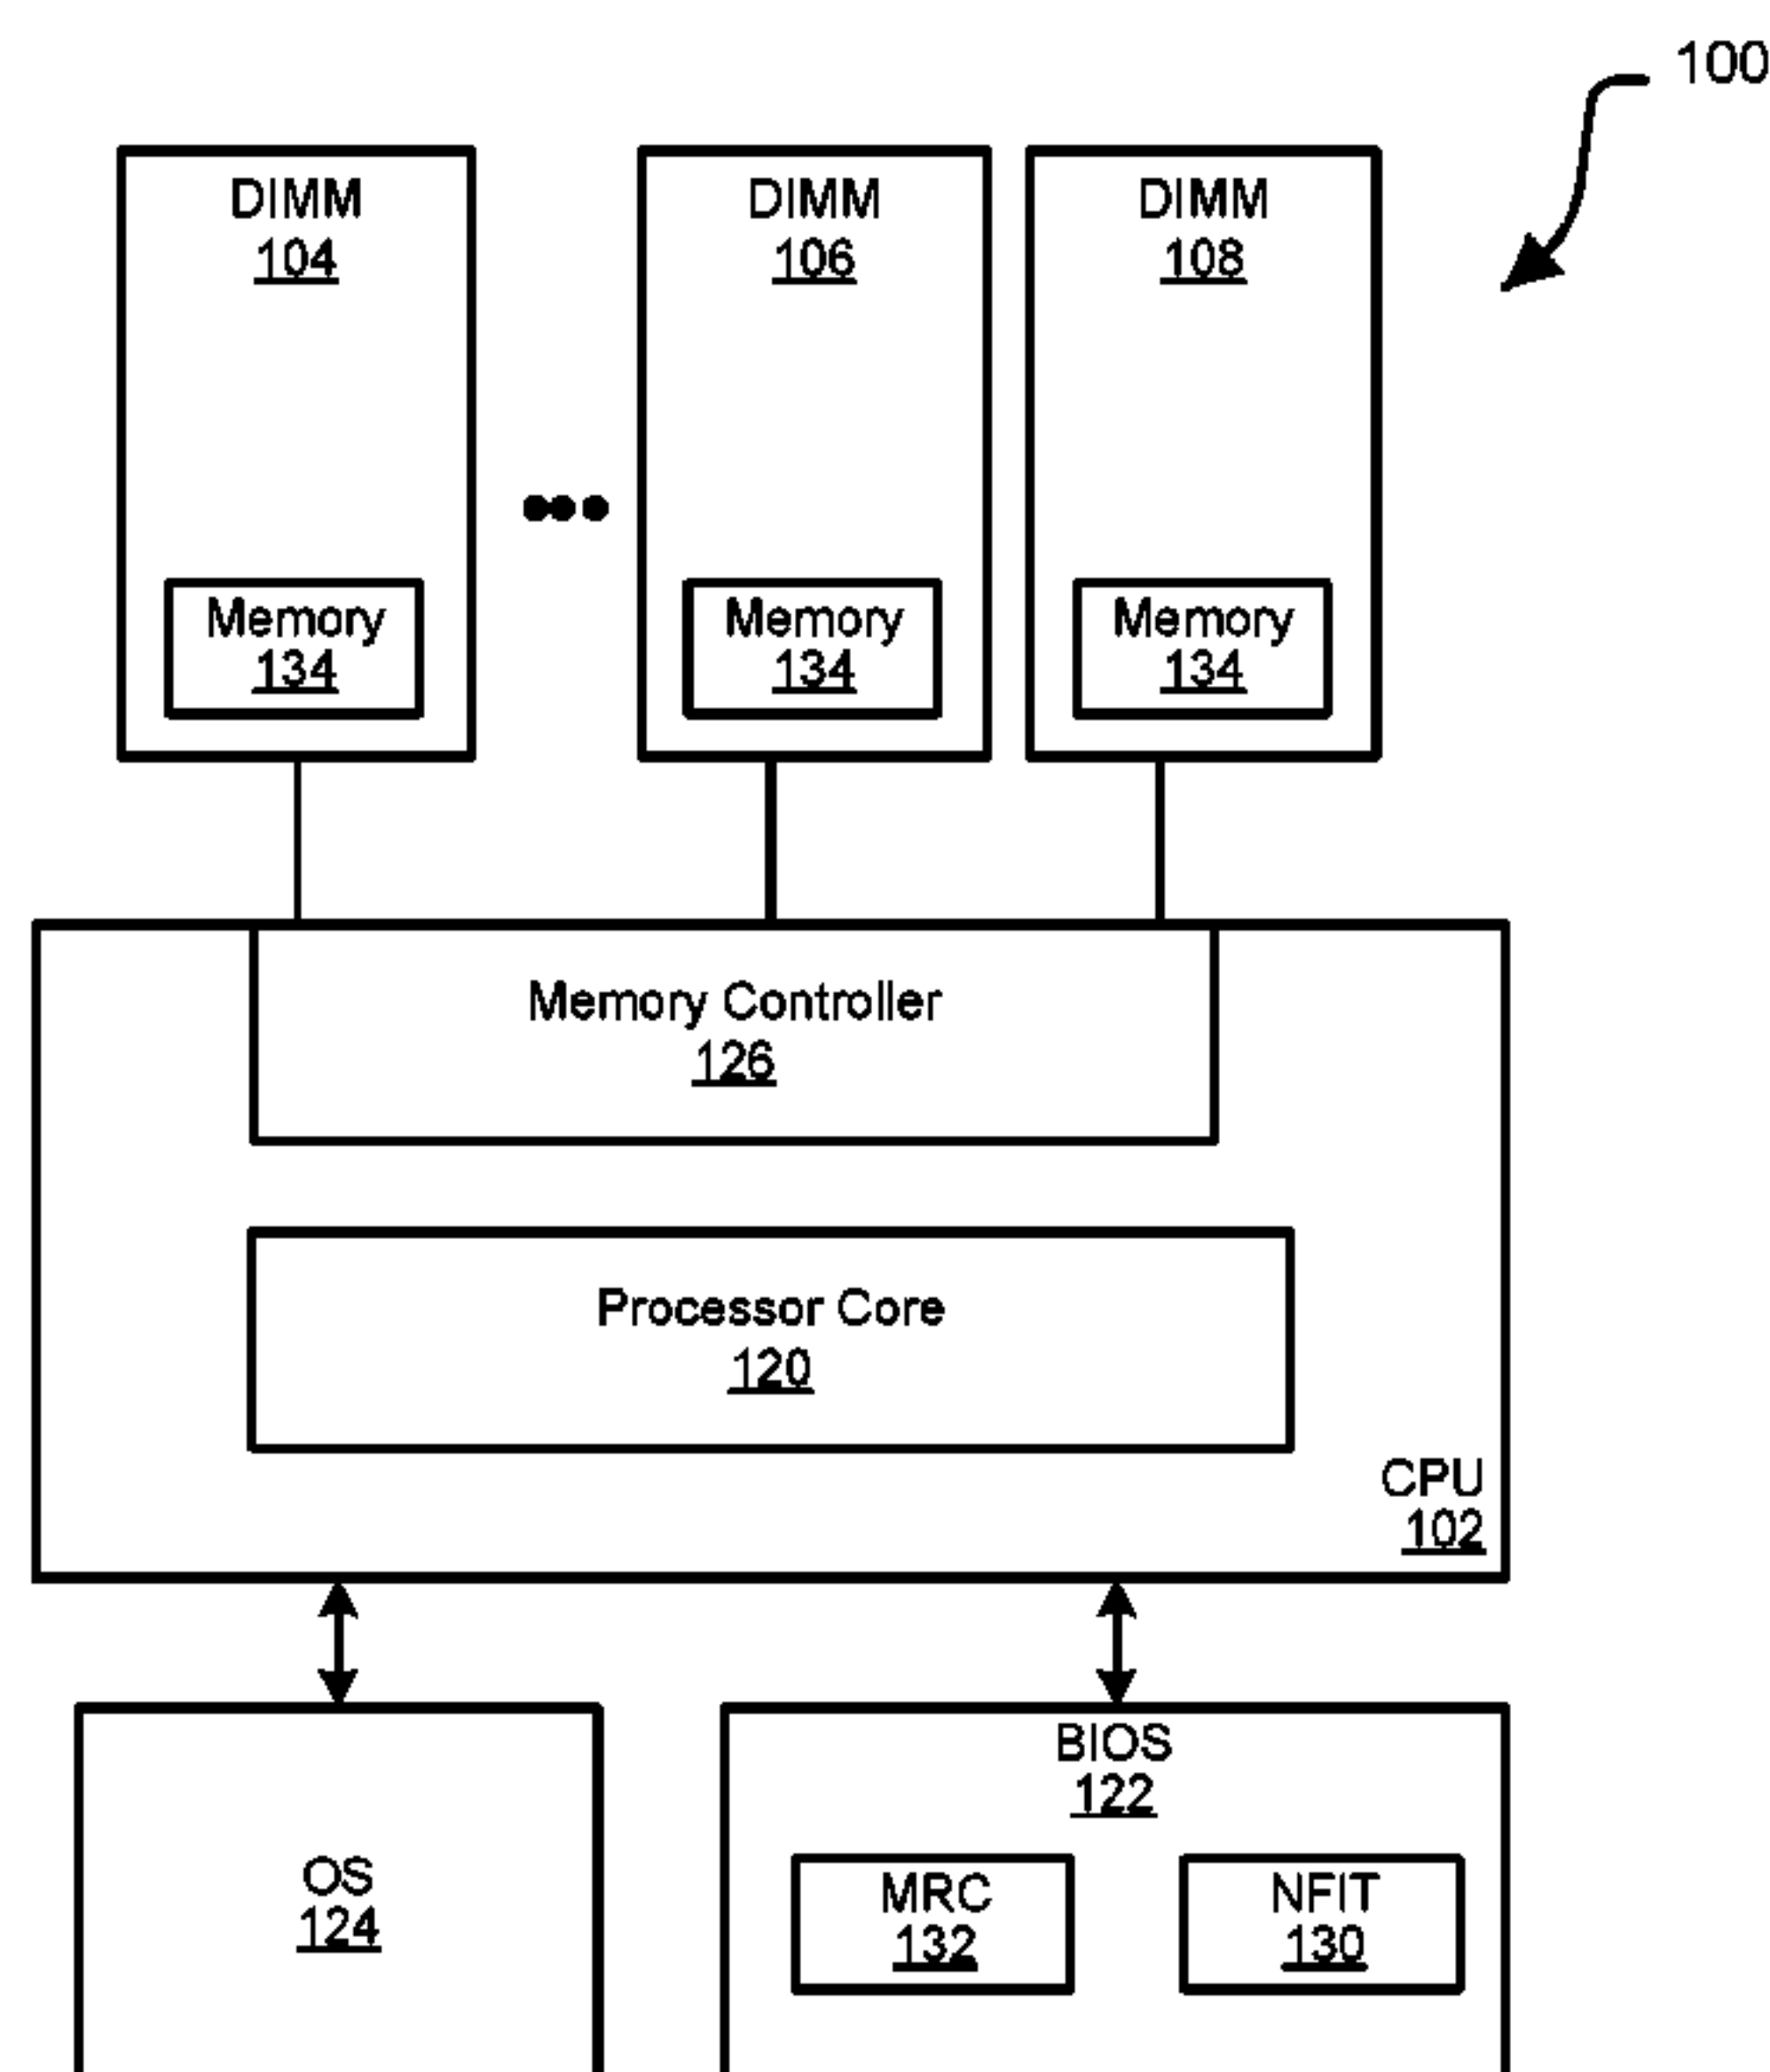 100
DIMM
104
DIMM
106
DIMM
108
Memory
134
Memory
134
Memory
134
Memory Controller
126
Processor Core
120
CPU
102
OS
124
BIOS
122
MRC
132
NFIT
130